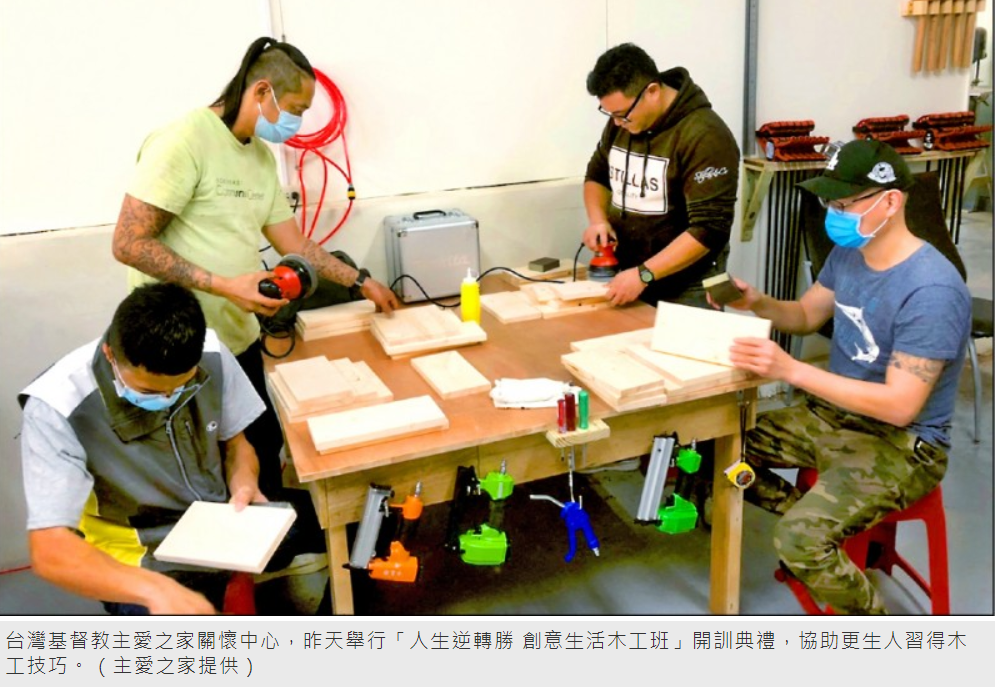 STILLAS
台灣基督教主愛之家關懷中心，昨天舉行「人生逆轉勝 創意生活木工班」開訓典禮，協助更生人習得木
工技巧。（主愛之家提供）